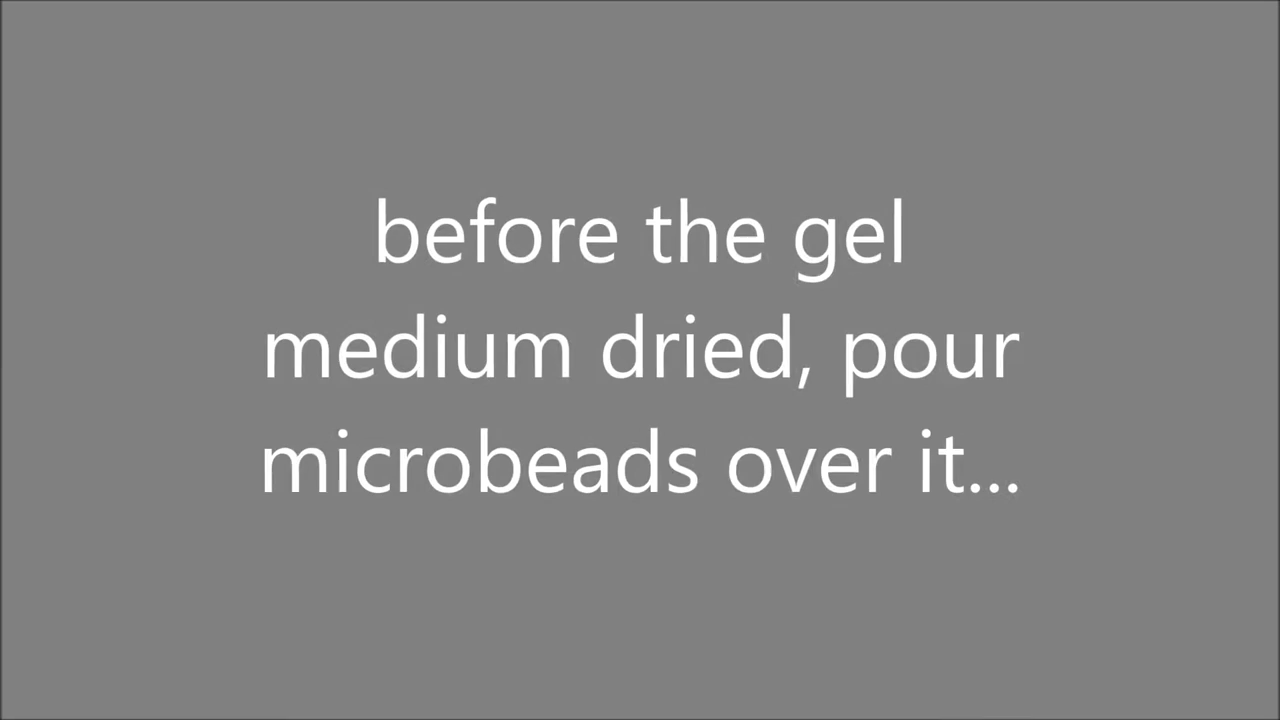 before the gel
medium dried, pour
microbeads over it...